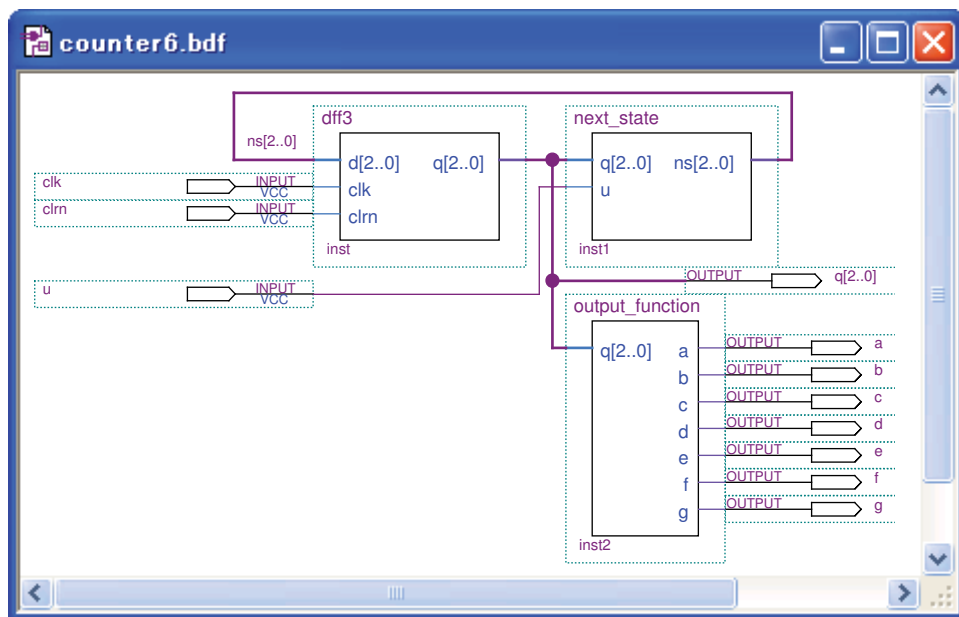 counter6.bdf
dff3
next_state
ns[2..0]
d[2..0] q[2..0]
q[2..0] ns[2..0]
clk
INPUT
VCC
clk
u
clrn
INPUT
VCC
clrn
inst
inst1
u
INPUT
VCC
OUTPUT
q[2..0]
output_function
q[2..0]
a
OUTPUT
a
b
OUTPUT
b
c
OUTPUT
c
d
OUTPUT
d
e
OUTPUT
e
f
OUTPUT
f
g
OUTPUT
g
inst2